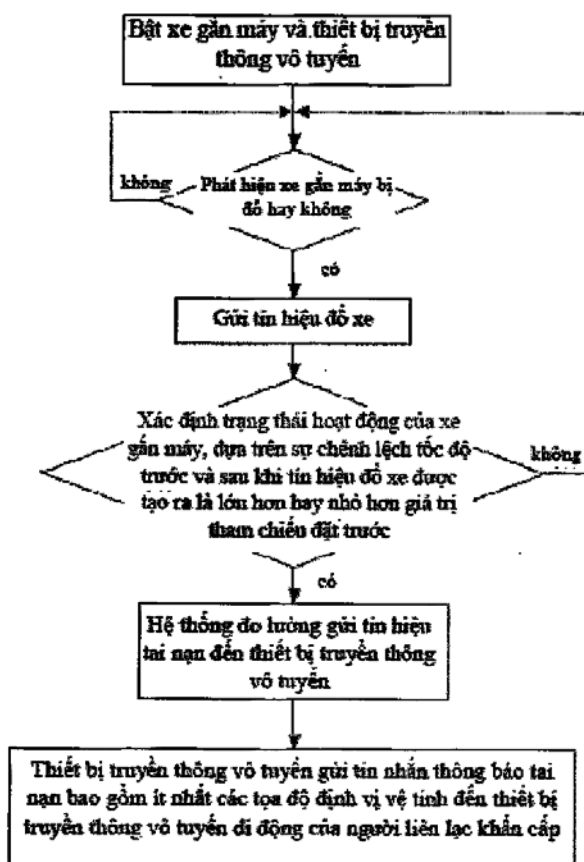 Bật xe gắn máy và thiết bị truyền
thông vô tuyến
không
Phát hiện xe gắn máy bị
đổ hay không
có
Gửi tín hiệu đổ xe
Xác định trạng thái hoạt động của xe
gắn máy, dựa trên sự chênh lệch tốc độ
trước và sau khi tín hiệu đổ xe được
tạo ra là lớn hơn hay nhỏ hơn giá trị
tham chiếu đặt trước
không
có
Hệ thống đo lường gửi tín hiệu
tai nạn đến thiết bị truyền thông
vô tuyến
Thiết bị truyền thông vô tuyến gửi tin nhắn thông báo tai
nạn bao gồm ít nhất các tọa độ định vị vệ tinh đến thiết bị
truyền thông vô tuyến di động của người liên lạc khẩn cấp